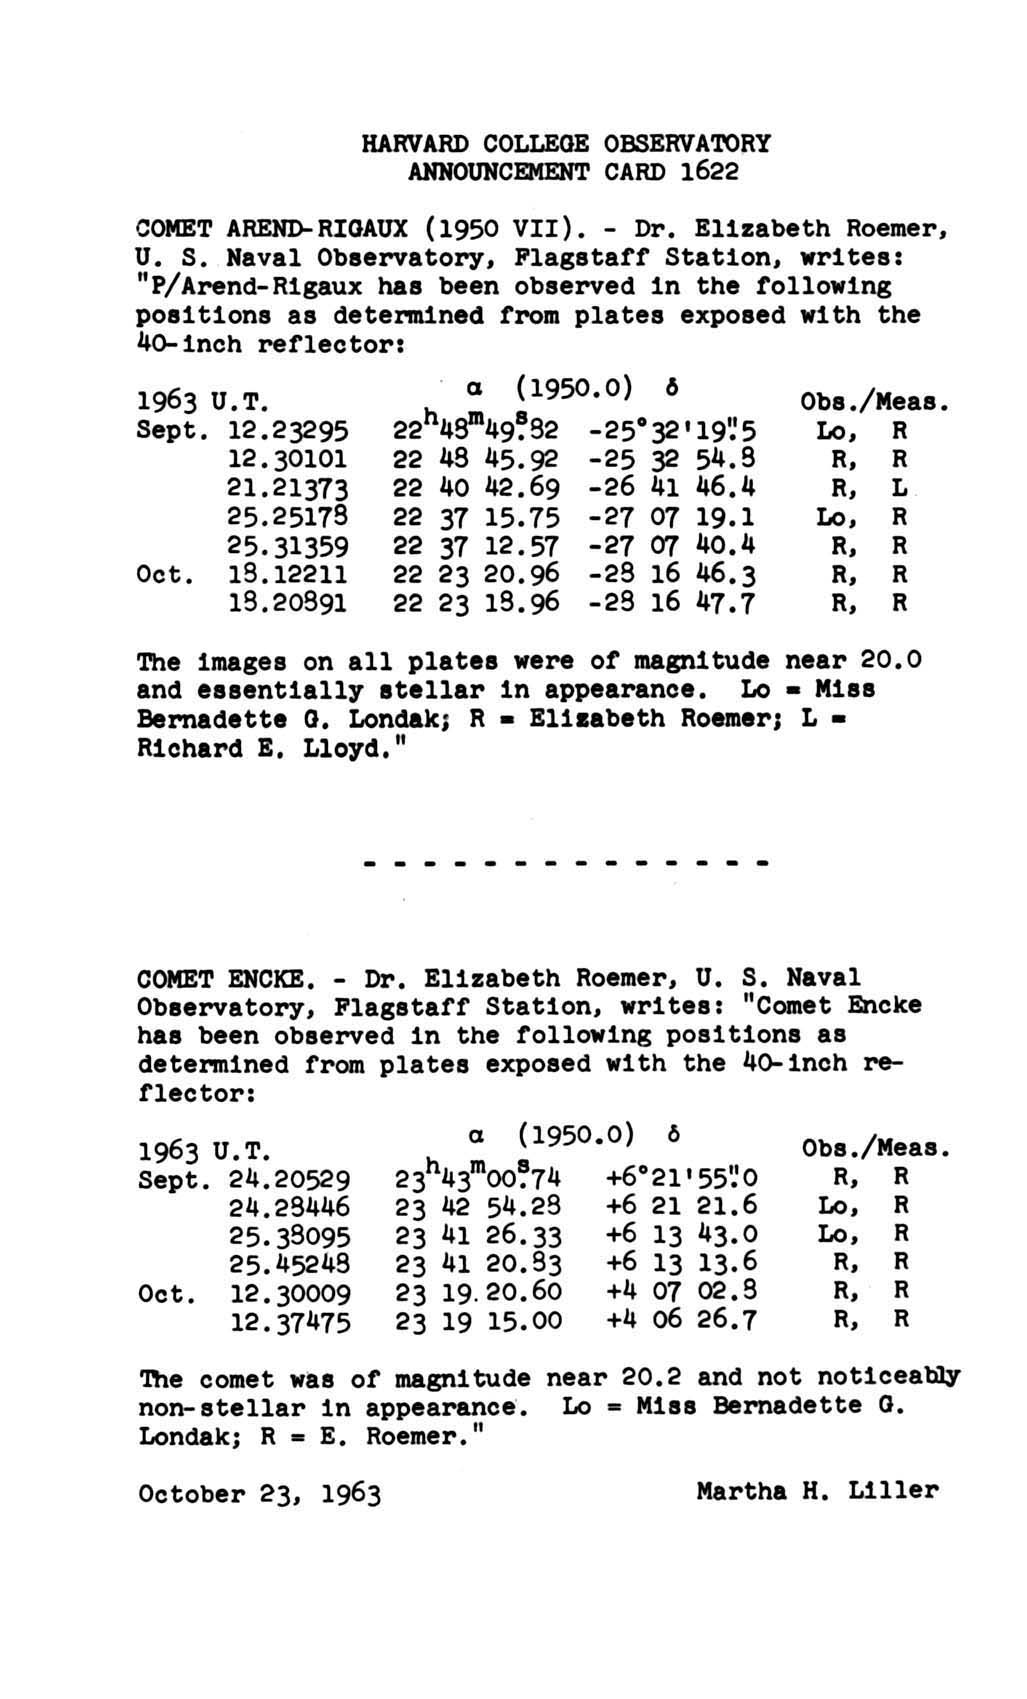 HARVARD COLLEGE OBSERVATORY
ANNOUNCEMENT CARD 1622
COMET AREND-RIGAUX (1950 VII). - Dr. Elizabeth Roemer,
U. S. Naval Observatory, Flagstaff Station, writes:
"P/Arend-Rigaux has been observed in the following
positions as determined from plates exposed with the
40-inch reflector:
1963 U.T. α (1950.0) δ Obs./Meas.
Sept. 12.23295 22ʰ48ᵐ49ˢ.82 -25°32'19".5 Lo, R
12.30101 22 48 45.92 -25 32 54.8 R, R
21.21373 22 40 42.69 -26 41 46.4 R, L
25.25178 22 37 15.75 -27 07 19.1 Lo, R
25.31359 22 37 12.57 -27 07 40.4 R, R
Oct. 18.12211 22 23 20.96 -28 16 46.3 R, R
18.20891 22 23 18.96 -28 16 47.7 R, R
The images on all plates were of magnitude near 20.0
and essentially stellar in appearance. Lo = Miss
Bernadette G. Londak; R = Elizabeth Roemer; L =
Richard E. Lloyd."
- - - - - - - - - - - - - -
COMET ENCKE. - Dr. Elizabeth Roemer, U. S. Naval
Observatory, Flagstaff Station, writes: "Comet Encke
has been observed in the following positions as
determined from plates exposed with the 40-inch re-
flector:
1963 U.T. α (1950.0) δ Obs./Meas.
Sept. 24.20529 23ʰ43ᵐ00ˢ.74 +6°21'55".0 R, R
24.28446 23 42 54.28 +6 21 21.6 Lo, R
25.38095 23 41 26.33 +6 13 43.0 Lo, R
25.45248 23 41 20.83 +6 13 13.6 R, R
Oct. 12.30009 23 19 20.60 +4 07 02.8 R, R
12.37475 23 19 15.00 +4 06 26.7 R, R
The comet was of magnitude near 20.2 and not noticeably
non-stellar in appearance. Lo = Miss Bernadette G.
Londak; R = E. Roemer."
October 23, 1963 Martha H. Liller